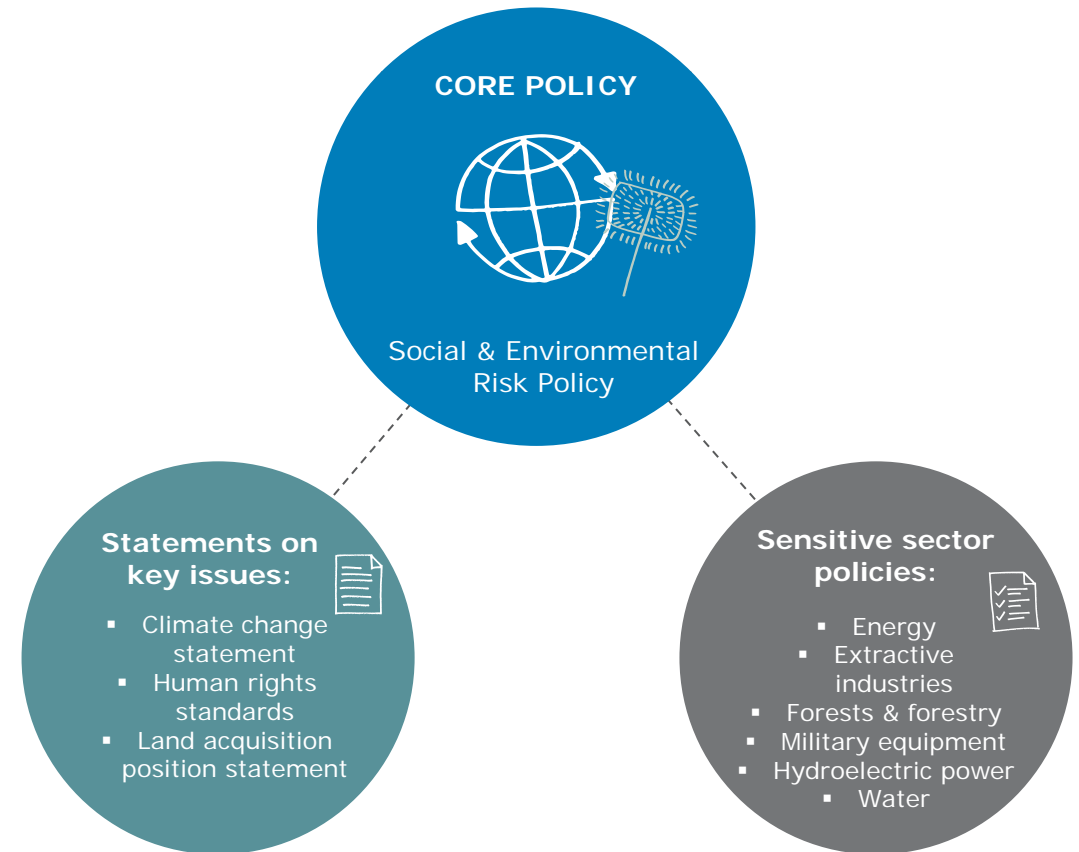 CORE POLICY
Social & Environmental
Risk Policy
Statements on
key issues:
▪ Climate change
statement
▪ Human rights
standards
▪ Land acquisition
position statement
Sensitive sector
policies:
▪ Energy
▪ Extractive
industries
▪ Forests & forestry
▪ Military equipment
▪ Hydroelectric power
▪ Water